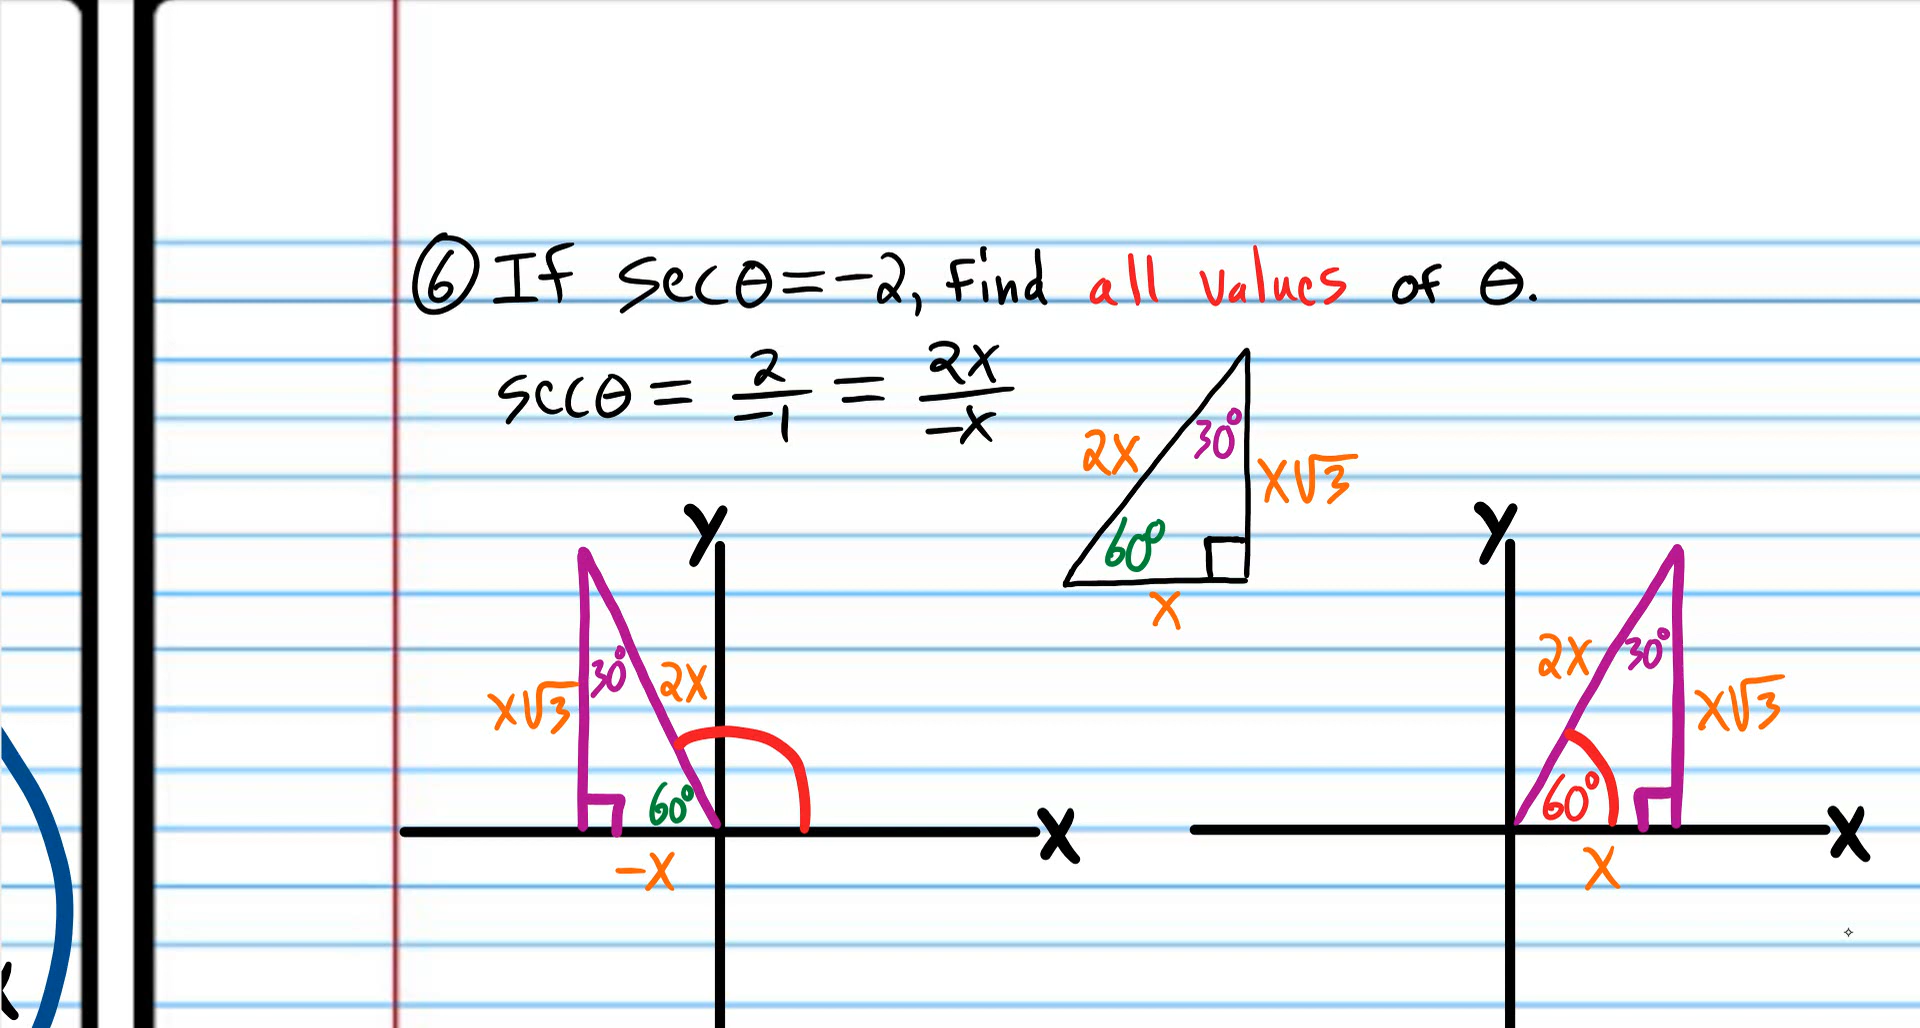 ⑥ If secθ = -2, Find all values of θ.
secθ = 2/-1 = 2x/-x
2x
30°
x√3
60°
x
y
30°
2x
x√3
60°
-x
x
y
2x
30°
x√3
60°
x
x